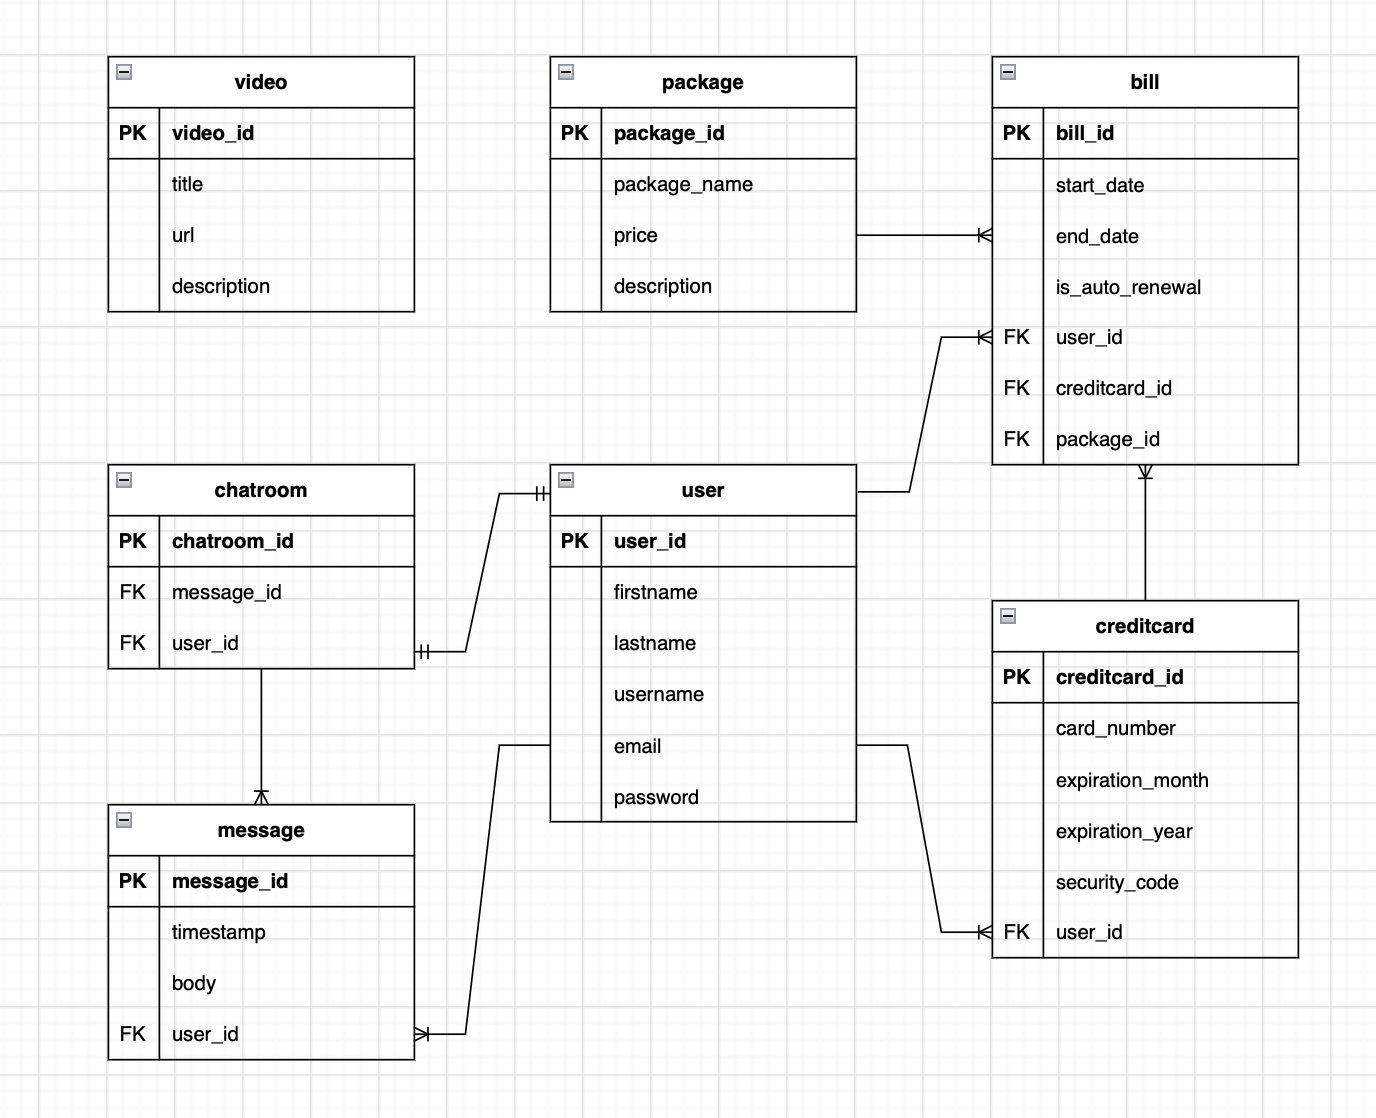 video
PK video_id
title
url
description
package
PK package_id
package_name
price
description
bill
PK bill_id
start_date
end_date
is_auto_renewal
FK user_id
FK creditcard_id
FK package_id
chatroom
PK chatroom_id
FK message_id
FK user_id
user
PK user_id
firstname
lastname
username
email
password
creditcard
PK creditcard_id
card_number
expiration_month
expiration_year
security_code
FK user_id
message
PK message_id
timestamp
body
FK user_id